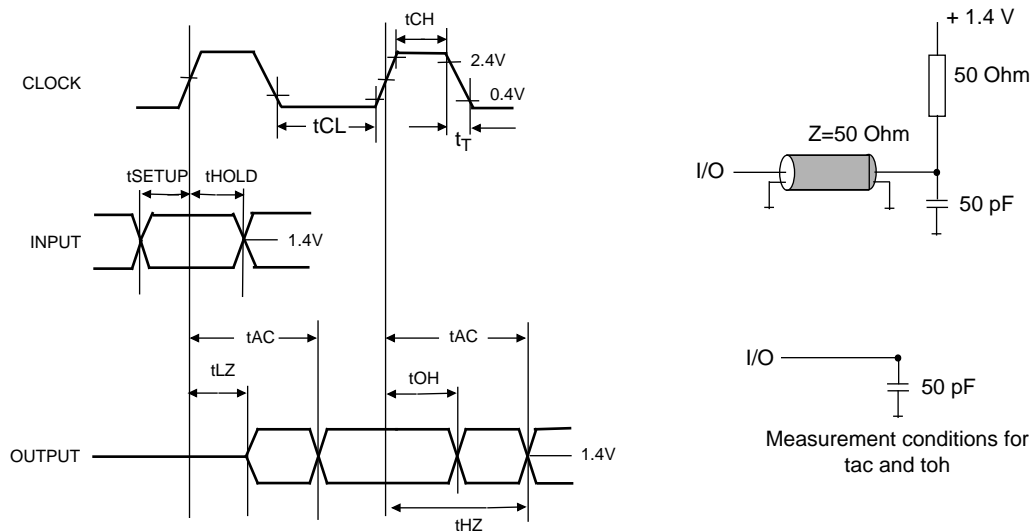 tCH
+ 1.4 V
CLOCK
2.4V
50 Ohm
0.4V
tCL
tT
Z=50 Ohm
I/O
tSETUP
tHOLD
50 pF
INPUT
1.4V
tAC
tAC
tLZ
tOH
I/O
50 pF
OUTPUT
1.4V
Measurement conditions for
tac and toh
tHZ